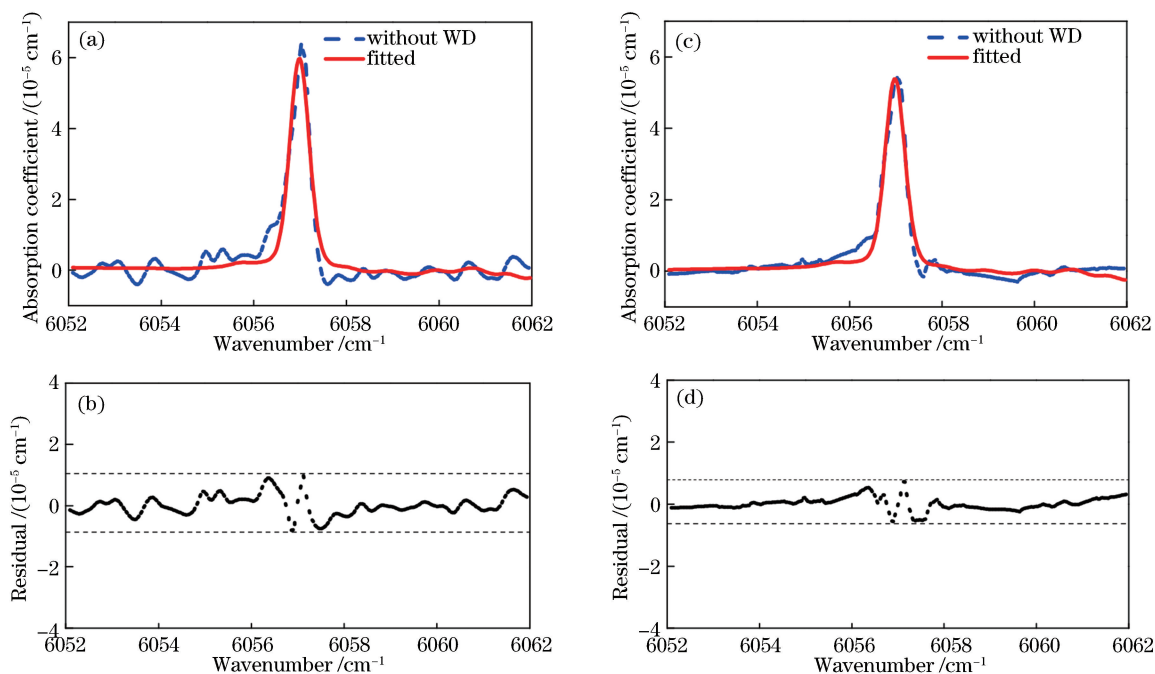 (a)
without WD
fitted
Absorption coefficient /(10⁻⁵ cm⁻¹)
6
4
2
0
6052 6054 6056 6058 6060 6062
Wavenumber /cm⁻¹
(c)
without WD
fitted
Absorption coefficient /(10⁻⁵ cm⁻¹)
6
4
2
0
6052 6054 6056 6058 6060 6062
Wavenumber /cm⁻¹
(b)
Residual /(10⁻⁵ cm⁻¹)
4
2
0
−2
−4
6052 6054 6056 6058 6060 6062
Wavenumber /cm⁻¹
(d)
Residual /(10⁻⁵ cm⁻¹)
4
2
0
−2
−4
6052 6054 6056 6058 6060 6062
Wavenumber /cm⁻¹